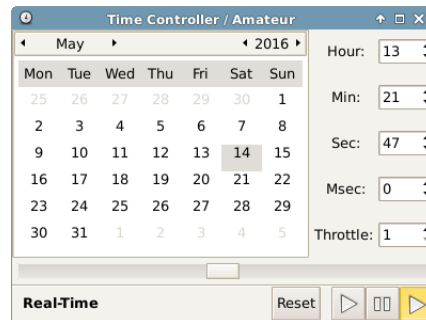 Time Controller / Amateur
May 2016
Mon Tue Wed Thu Fri Sat Sun
25 26 27 28 29 30 1
2 3 4 5 6 7 8
9 10 11 12 13 14 15
16 17 18 19 20 21 22
23 24 25 26 27 28 29
30 31 1 2 3 4 5
Hour: 13
Min: 21
Sec: 47
Msec: 0
Throttle: 1
Real-Time Reset